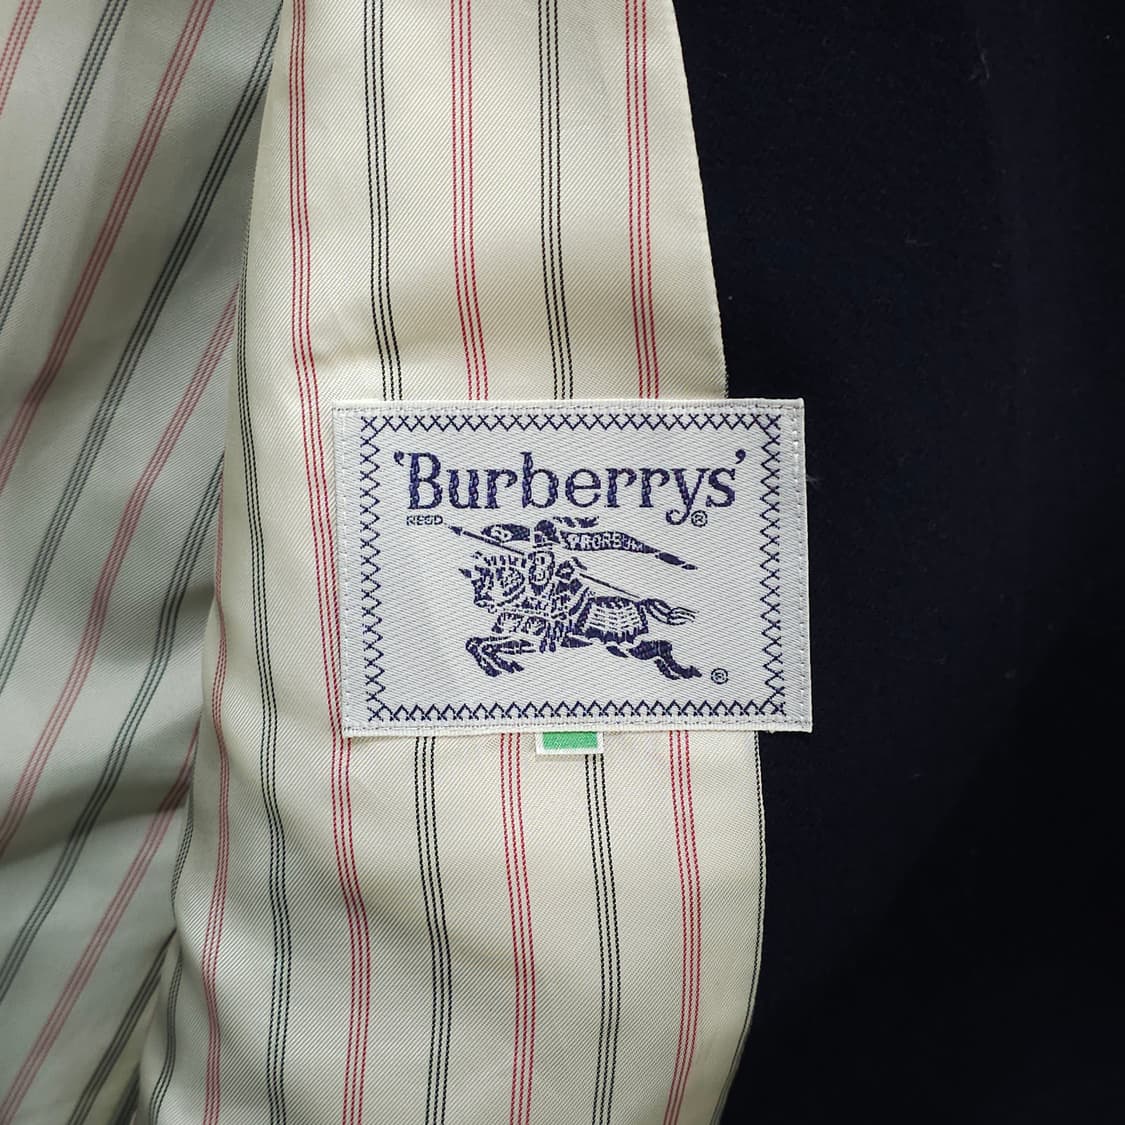 'Burberrys'
REGD. ®
PRORSUM
®